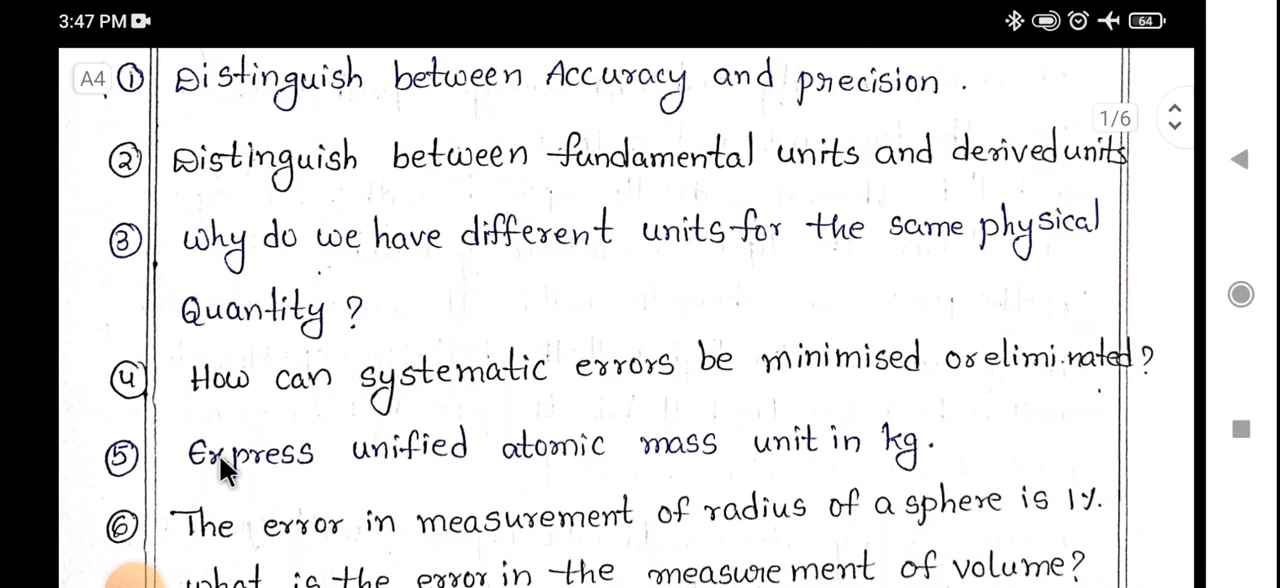 3:47 PM
64
A4
1/6
① Distinguish between Accuracy and precision.
② Distinguish between fundamental units and derived units
③ why do we have different units for the same physical
Quantity?
④ How can systematic errors be minimised or eliminated?
⑤ Express unified atomic mass unit in kg.
⑥ The error in measurement of radius of a sphere is 1%.
what is the error in the measurement of volume?